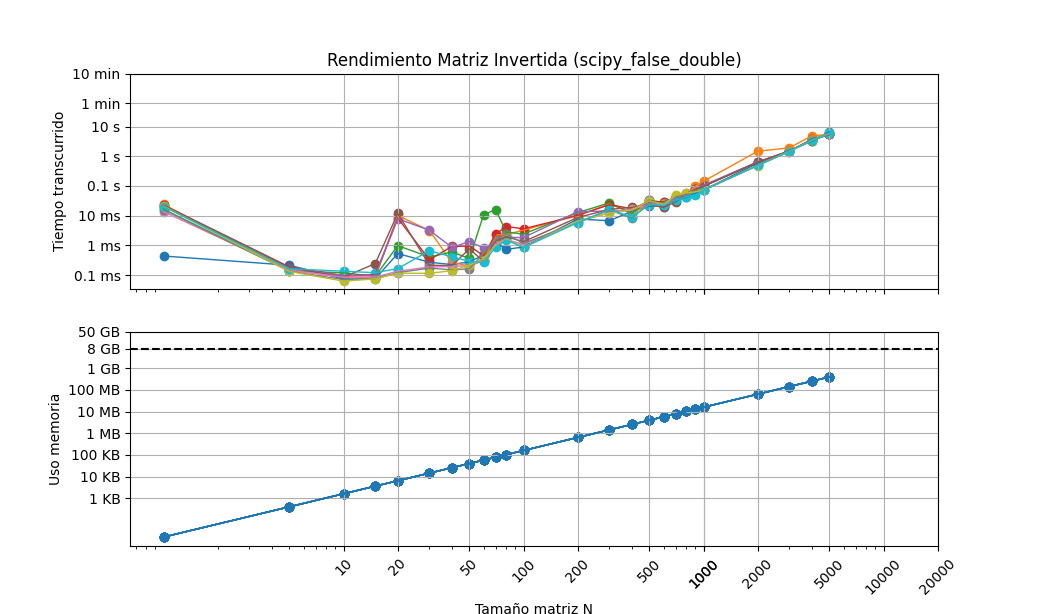 Rendimiento Matriz Invertida (scipy_false_double)
Tiempo transcurrido
10 min
1 min
10 s
1 s
0.1 s
10 ms
1 ms
0.1 ms
Uso memoria
50 GB
8 GB
1 GB
100 MB
10 MB
1 MB
100 KB
10 KB
1 KB
10 20 50 100 200 500 1000 2000 5000 10000 20000
Tamaño matriz N